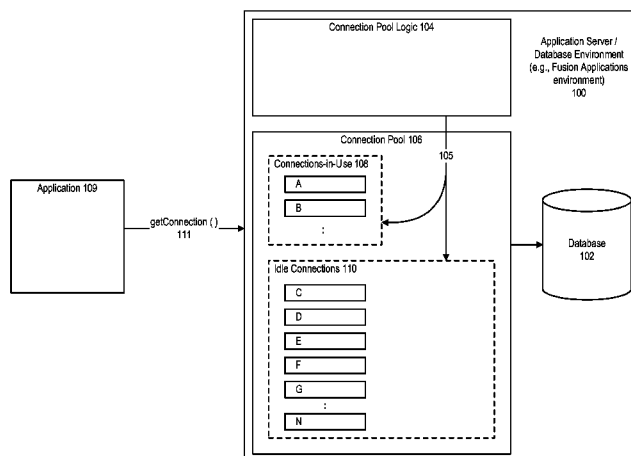 Connection Pool Logic 104
Application Server /
Database Environment
(e.g., Fusion Applications
environment)
100
Connection Pool 106
105
Connections-in-Use 108
A
B
:
Application 109
getConnection ( )
111
Database
102
Idle Connections 110
C
D
E
F
G
:
N